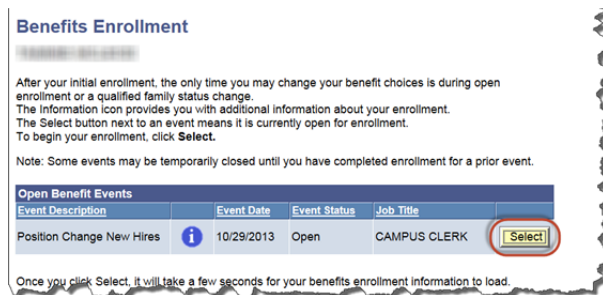 Benefits Enrollment
After your initial enrollment, the only time you may change your benefit choices is during open
enrollment or a qualified family status change.
The Information icon provides you with additional information about your enrollment.
The Select button next to an event means it is currently open for enrollment.
To begin your enrollment, click Select.
Note: Some events may be temporarily closed until you have completed enrollment for a prior event.
Open Benefit Events
Event Description Event Date Event Status Job Title
Position Change New Hires i 10/29/2013 Open CAMPUS CLERK Select
Once you click Select, it will take a few seconds for your benefits enrollment information to load.